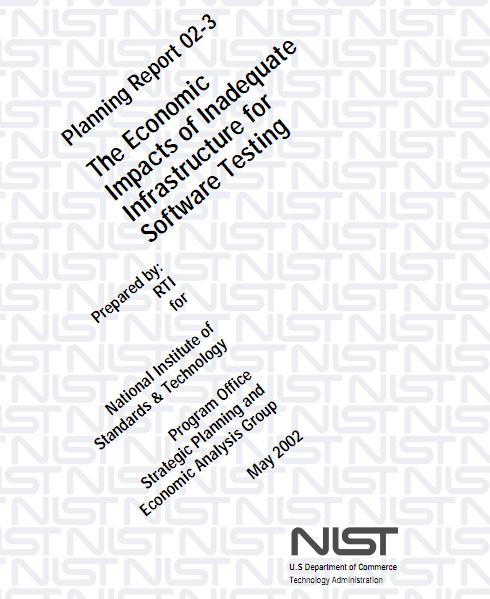 Planning Report 02-3
The Economic
Impacts of Inadequate
Infrastructure for
Software Testing
Prepared by:
RTI
for
National Institute of
Standards & Technology
Program Office
Strategic Planning and
Economic Analysis Group
May 2002
NIST
U.S Department of Commerce
Technology Administration